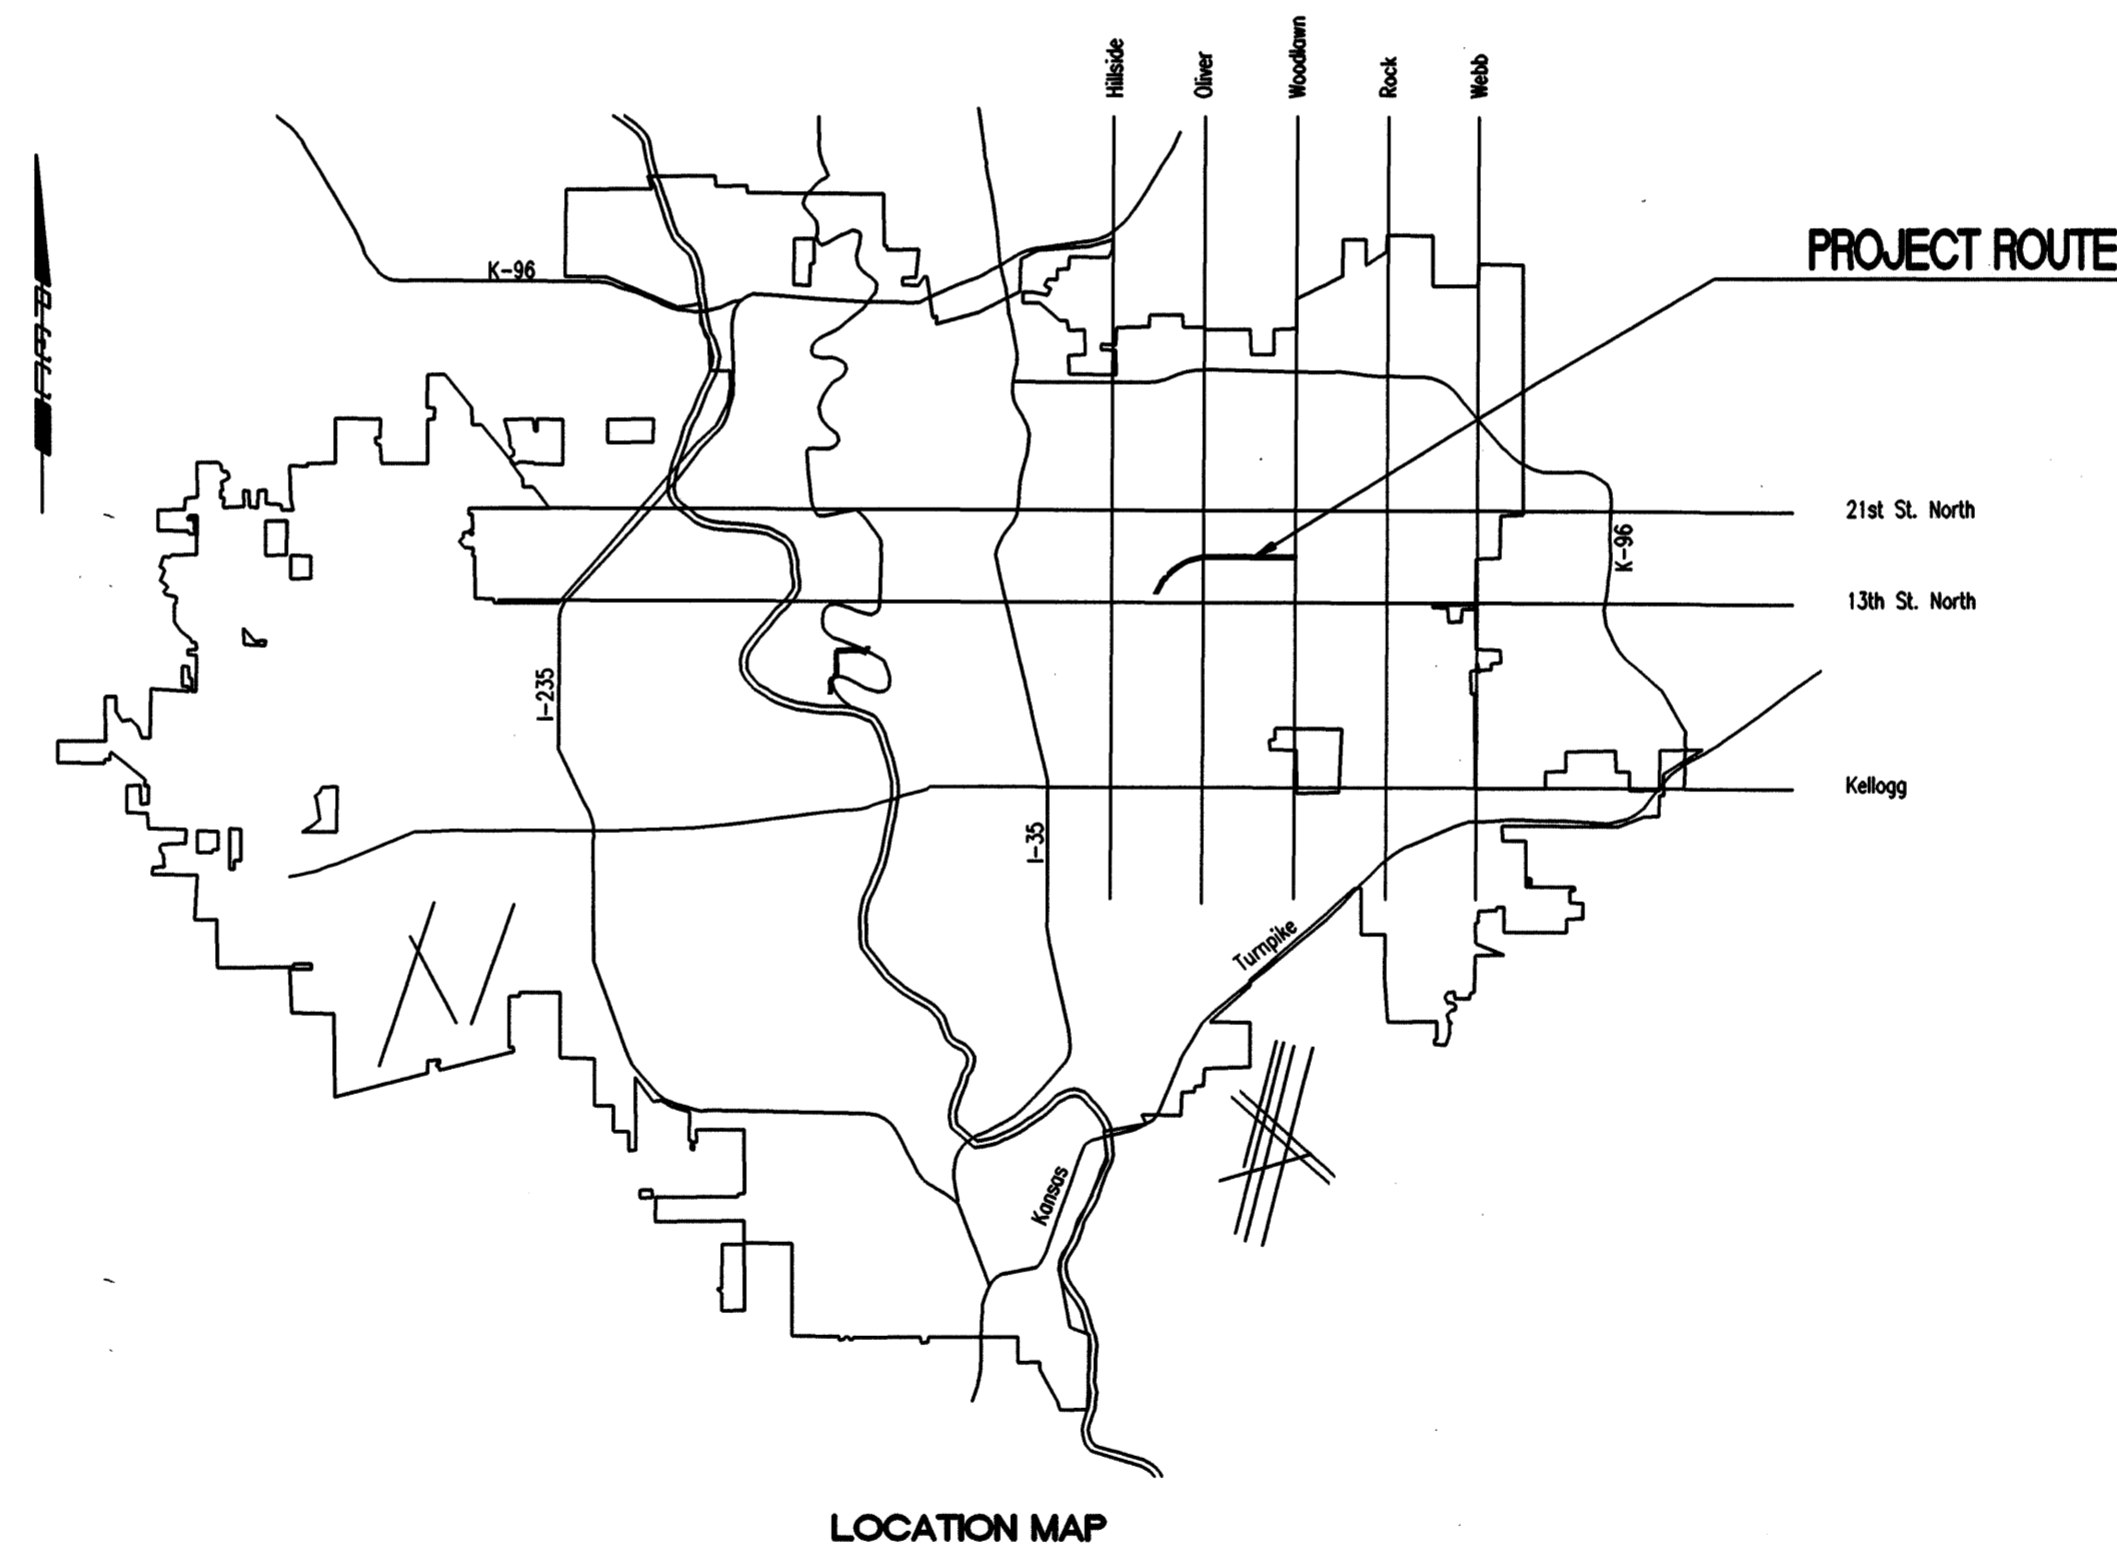 Hillside
Oliver
Woodlawn
Rock
Webb
PROJECT ROUTE
K-96
21st St. North
K-96
13th St. North
I-235
Kellogg
I-35
Turnpike
Kansas
LOCATION MAP